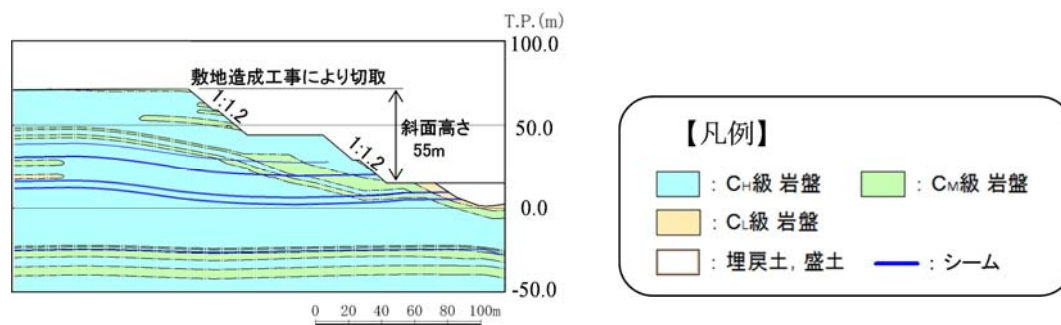 T.P.(m)
100.0
敷地造成工事により切取
1:1.2
50.0
斜面高さ
55m
1:1.2
0.0
-50.0
0 20 40 60 80 100m
【凡例】
: CH級 岩盤
: CM級 岩盤
: CL級 岩盤
: 埋戻土, 盛土
: シーム